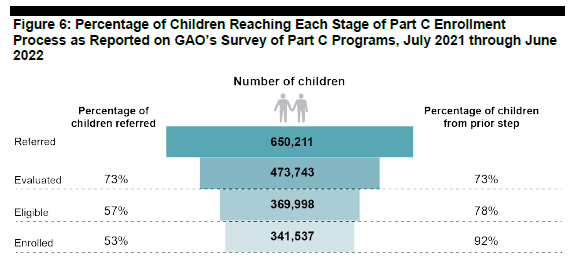 Figure 6: Percentage of Children Reaching Each Stage of Part C Enrollment
Process as Reported on GAO's Survey of Part C Programs, July 2021 through June
2022
Number of children
Percentage of
children referred
Percentage of children
from prior step
Referred 650,211
Evaluated 73% 473,743 73%
Eligible 57% 369,998 78%
Enrolled 53% 341,537 92%